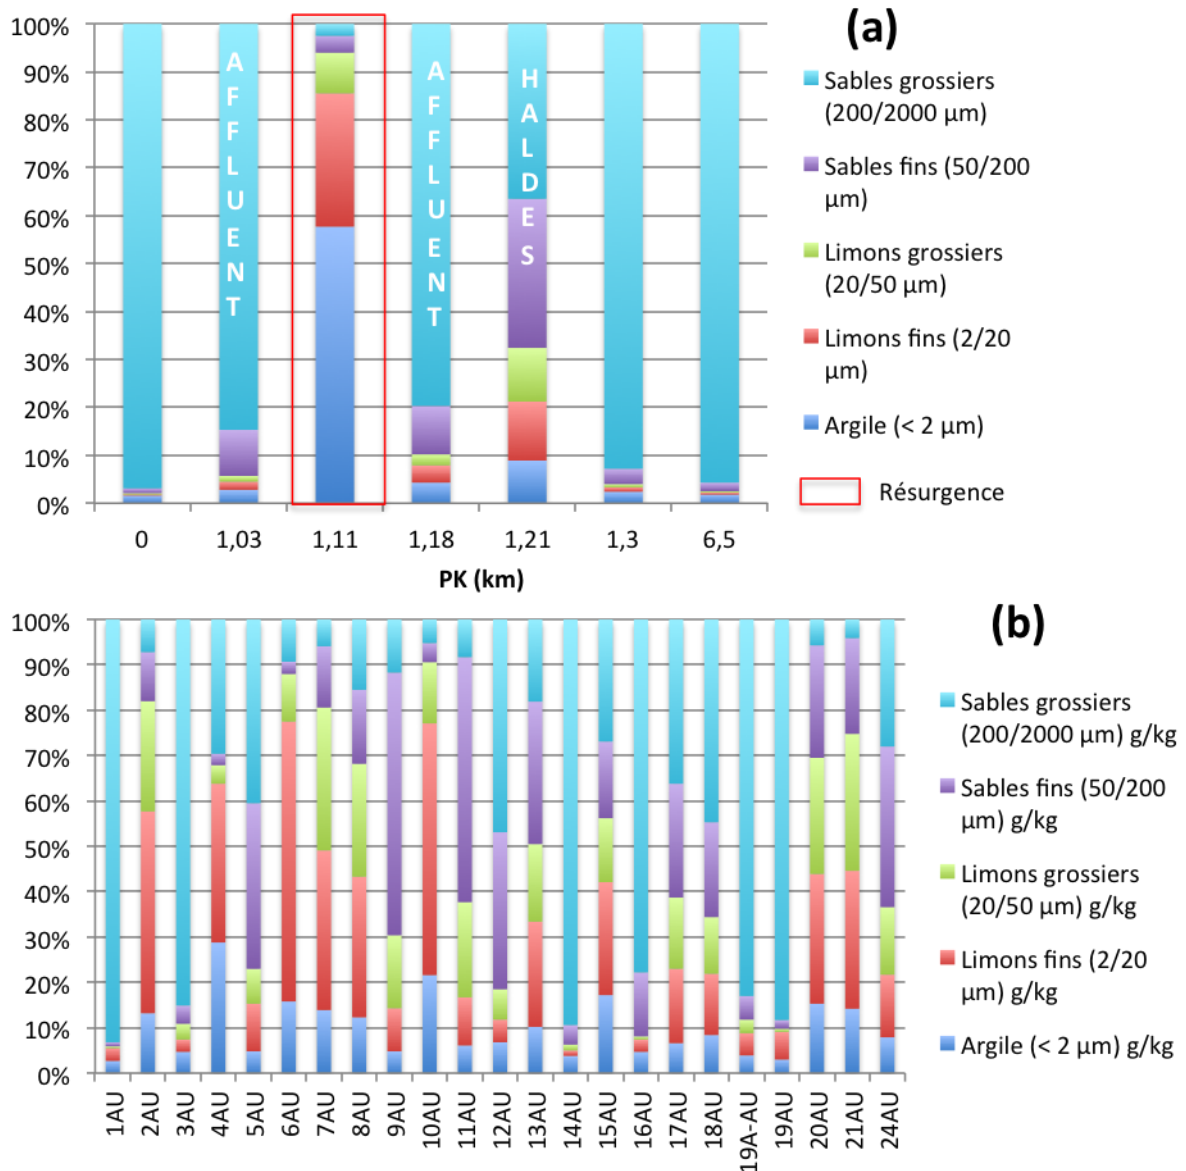 (a)
100%
90%
80%
70%
60%
50%
40%
30%
20%
10%
0%
AFFLUENT
AFFLUENT
HALDES
0 1,03 1,11 1,18 1,21 1,3 6,5
PK (km)
Sables grossiers
(200/2000 µm)
Sables fins (50/200
µm)
Limons grossiers
(20/50 µm)
Limons fins (2/20
µm)
Argile (< 2 µm)
Résurgence
(b)
100%
90%
80%
70%
60%
50%
40%
30%
20%
10%
0%
1AU
2AU
3AU
4AU
5AU
6AU
7AU
8AU
9AU
10AU
11AU
12AU
13AU
14AU
15AU
16AU
17AU
18AU
19A-AU
19AU
20AU
21AU
24AU
Sables grossiers
(200/2000 µm) g/kg
Sables fins (50/200
µm) g/kg
Limons grossiers
(20/50 µm) g/kg
Limons fins (2/20
µm) g/kg
Argile (< 2 µm) g/kg